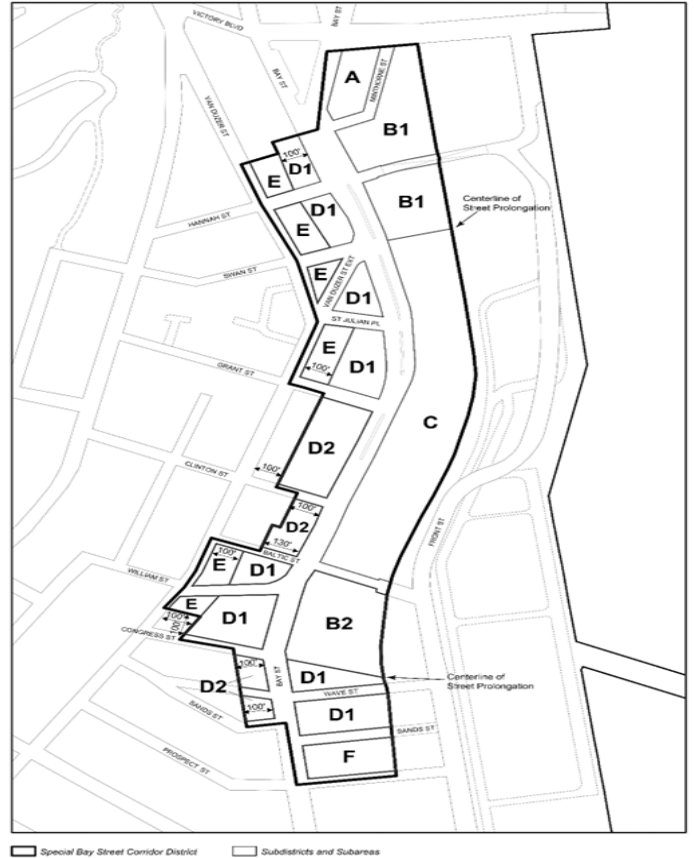 VICTORY BLVD
BAY ST
BAY ST
VAN DUZER ST
A
MINTHORNE ST
B1
100'
D1
E
B1
Centerline of
Street Prolongation
D1
HANNAH ST
E
E
VAN DUZER ST EXT
SWAN ST
D1
ST JULIAN PL
E
D1
GRANT ST
100'
C
D2
100'
CLINTON ST
100'
D2
FRONT ST
130'
BALTIC ST
100'
E
D1
WILLIAM ST
E
100'
100'
D1
B2
CONGRESS ST
100'
BAY ST
D1
Centerline of
Street Prolongation
D2
WAVE ST
100'
SANDS ST
D1
SANDS ST
PROSPECT ST
F
Special Bay Street Corridor District
Subdistricts and Subareas